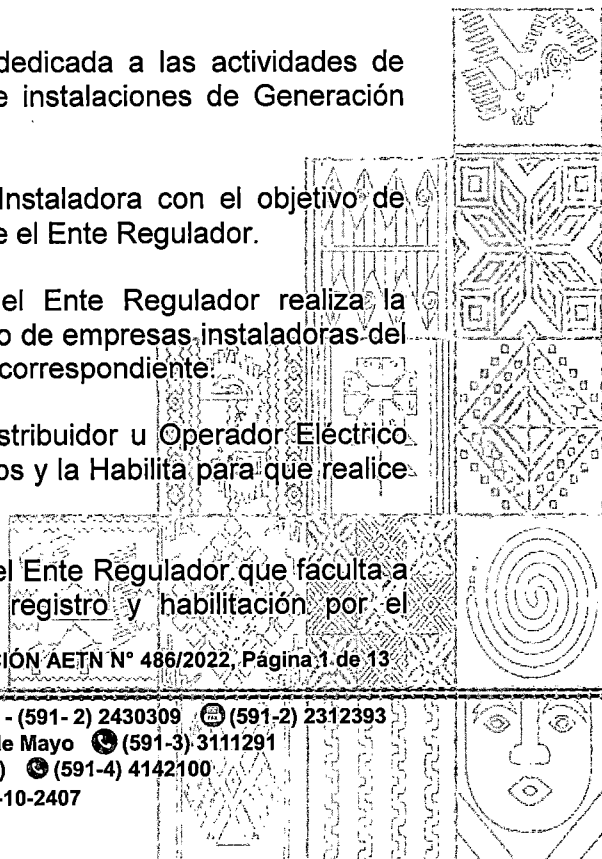 dedicada a las actividades de
e instalaciones de Generación
Instaladora con el objetivo de
e el Ente Regulador.
el Ente Regulador realiza la
o de empresas instaladoras del
correspondiente.
stribuidor u Operador Eléctrico
os y la Habilita para que realice
el Ente Regulador que faculta a
registro y habilitación por el
CIÓN AETN N° 486/2022, Página 1 de 13
- (591- 2) 2430309 (591-2) 2312393
de Mayo (591-3) 3111291
) (591-4) 4142100
-10-2407